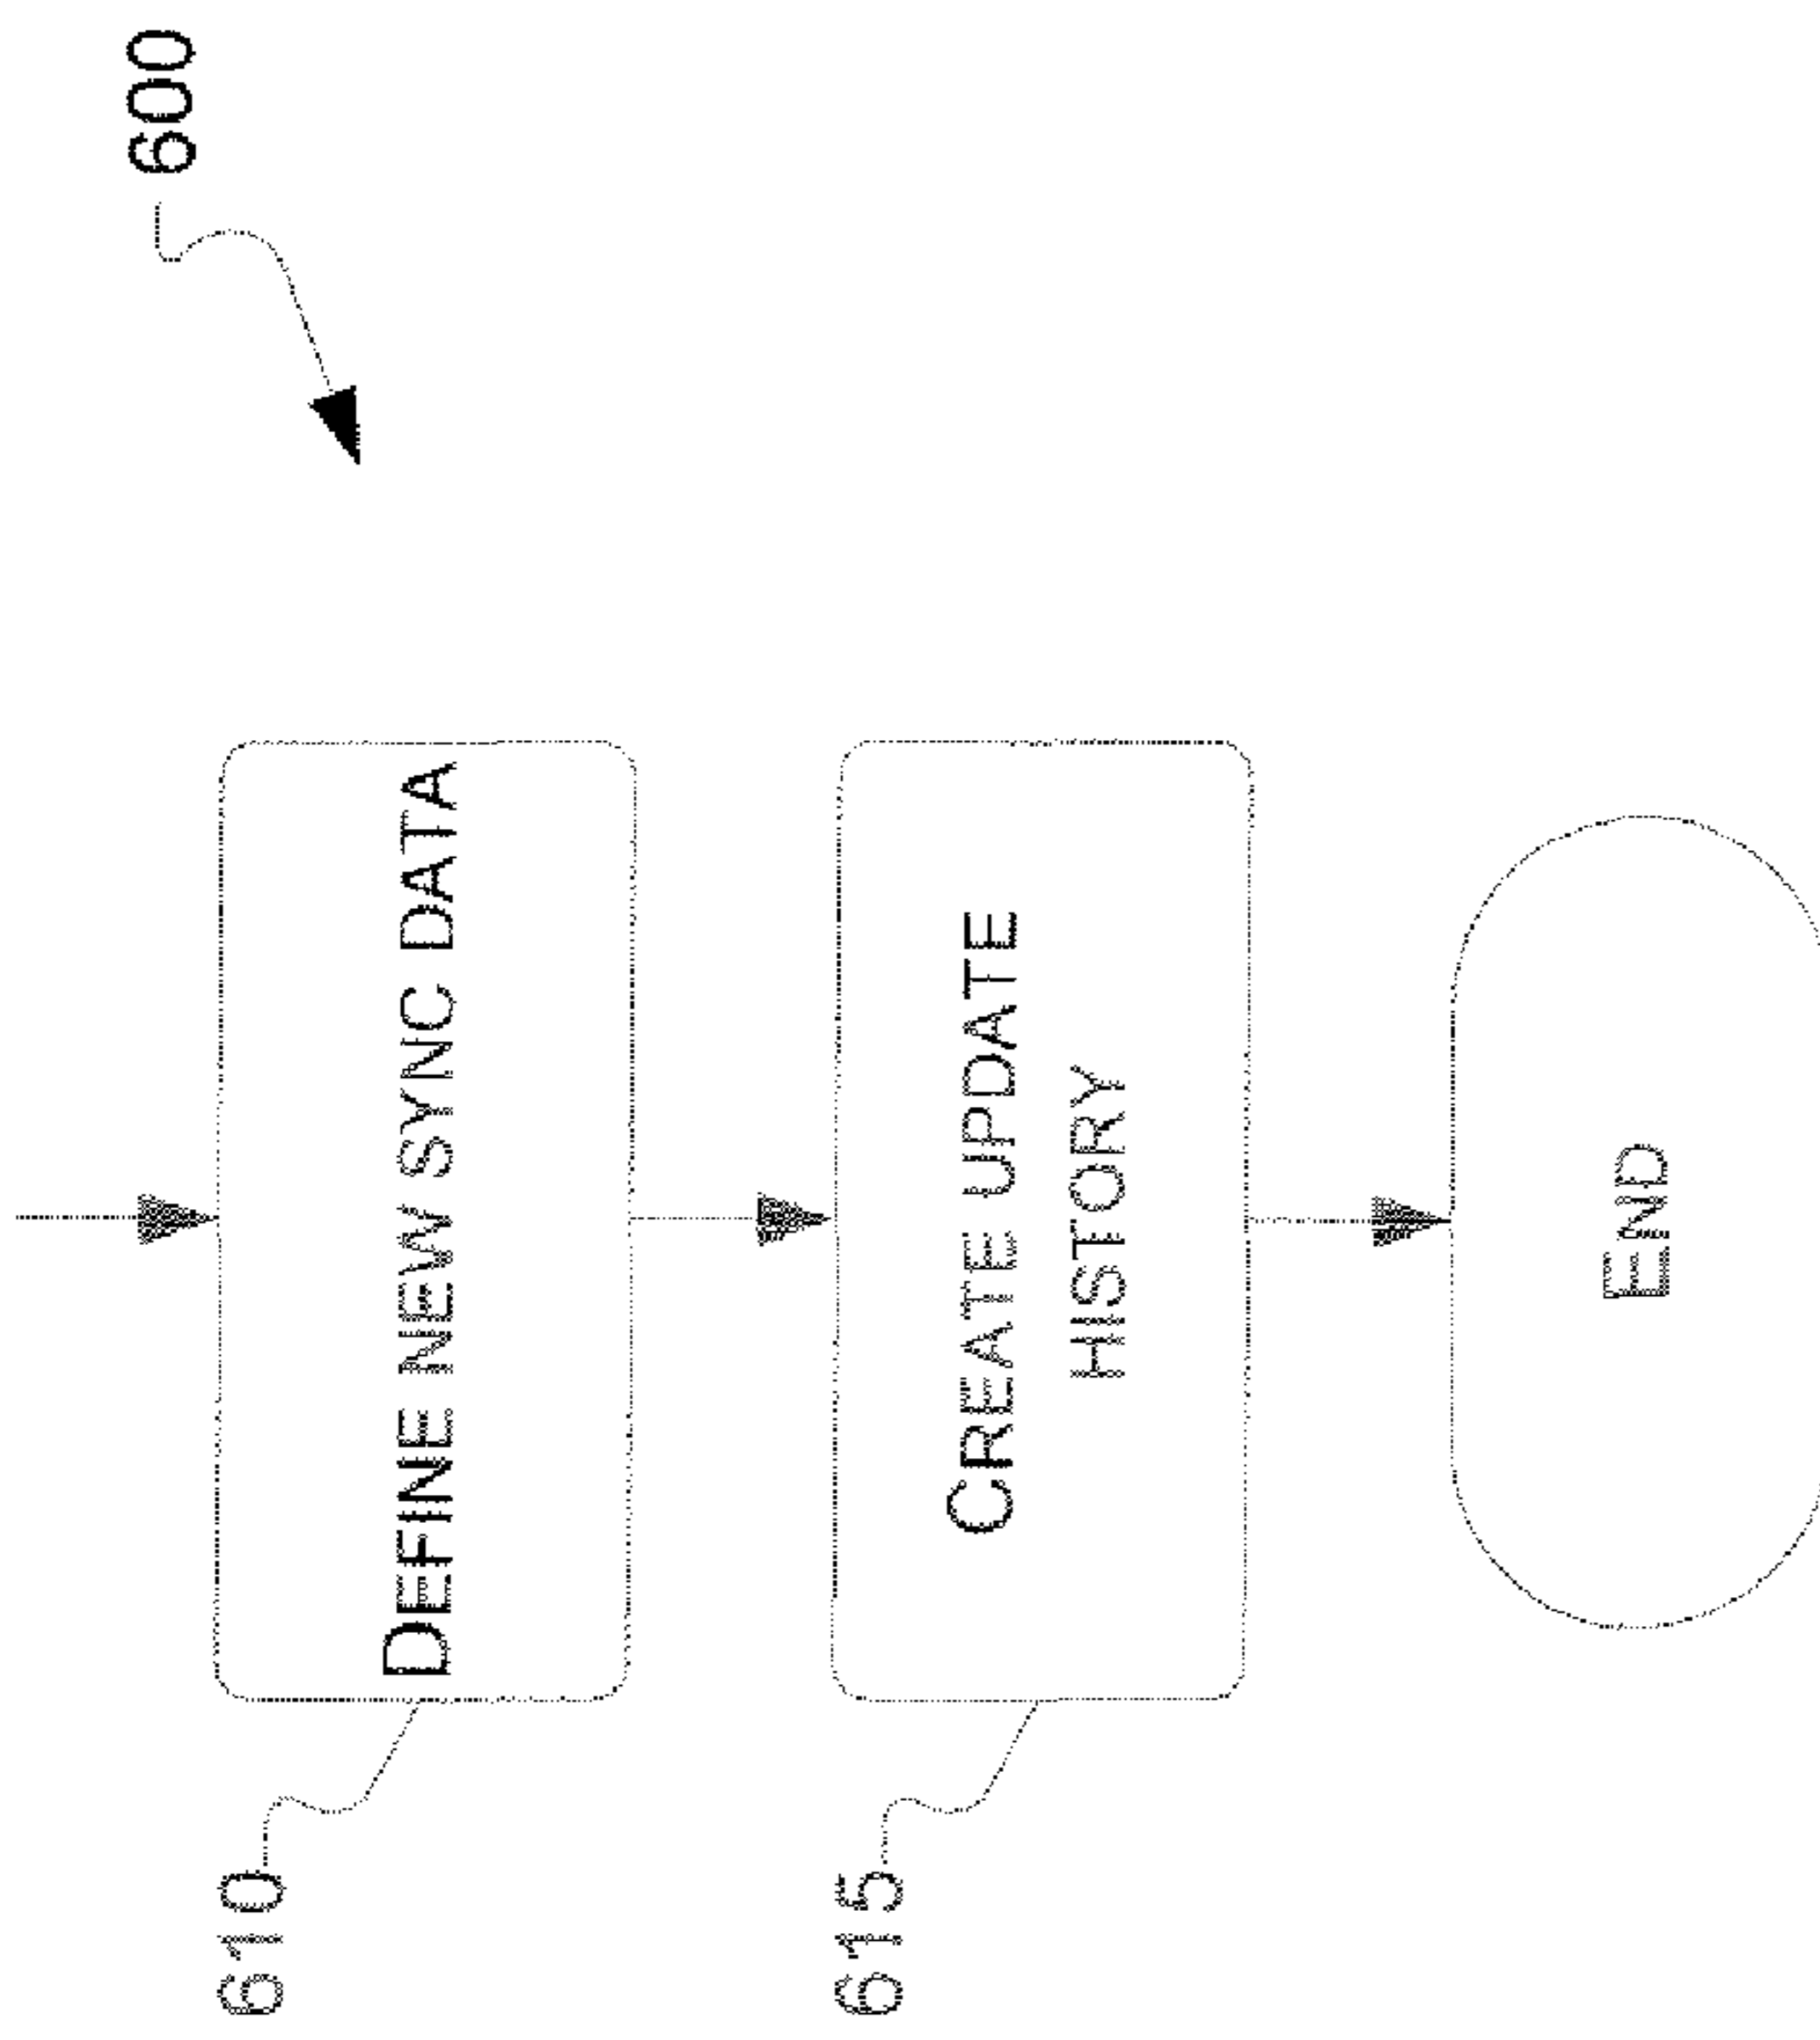 600
610
DEFINE NEW SYNC DATA
615
CREATE UPDATE
HISTORY
END